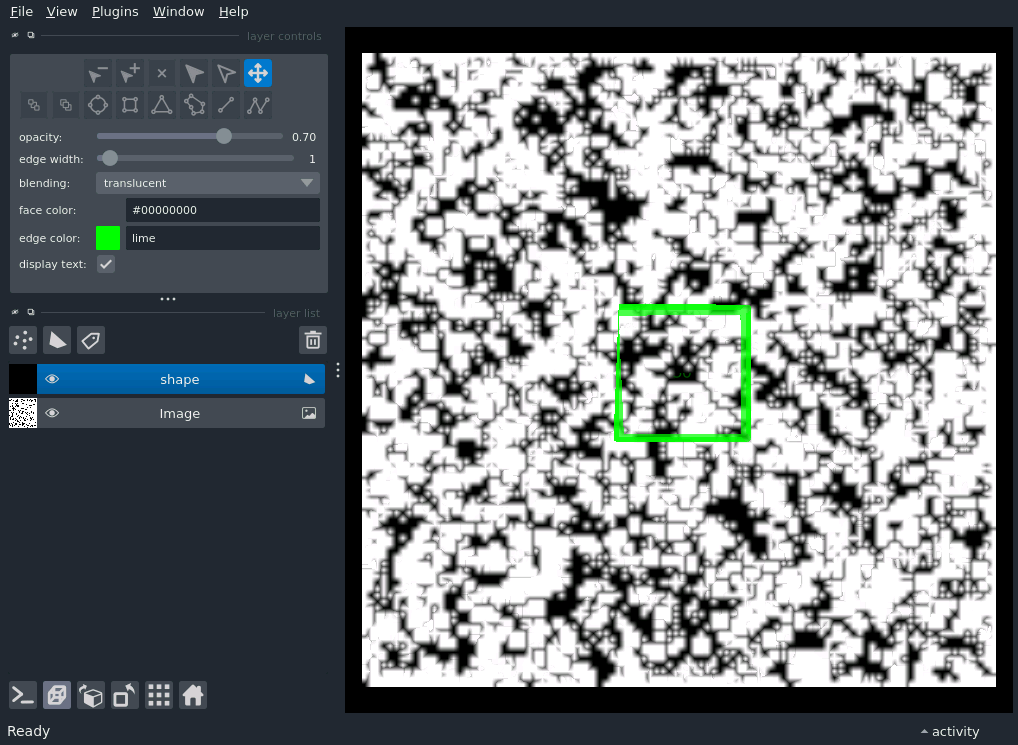 File View Plugins Window Help
layer controls
opacity: 0.70
edge width: 1
blending: translucent
face color: #00000000
edge color: lime
display text:
layer list
shape
Image
Ready
activity